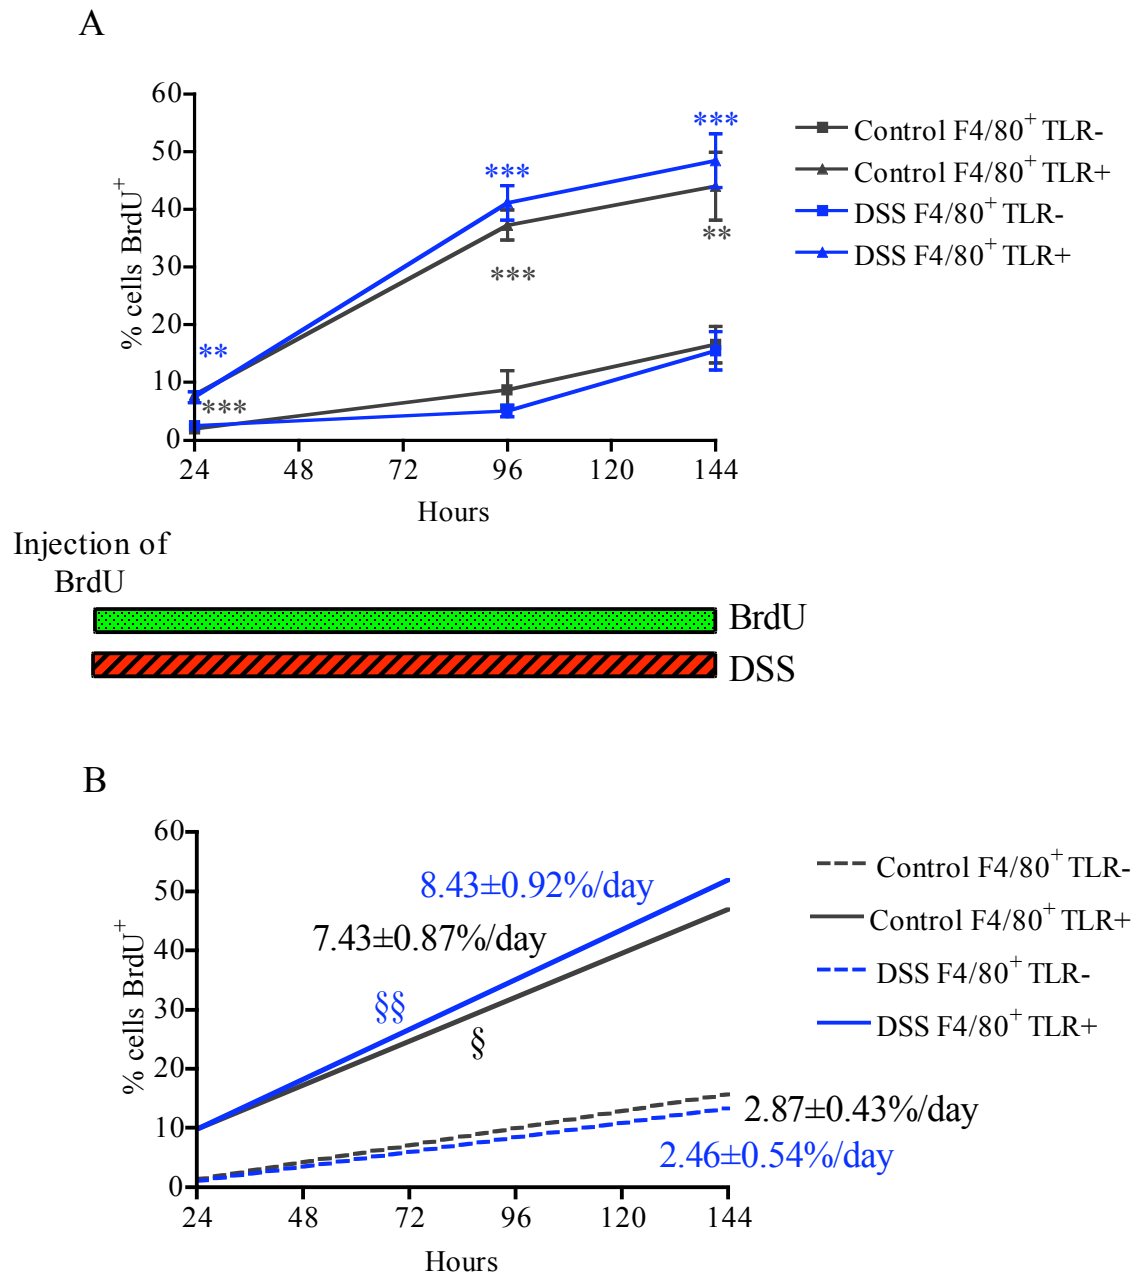 A
60
50
40
30
20
10
0
% cells BrdU⁺
***
***
**
***
**
***
24 48 72 96 120 144
Hours
Control F4/80⁺ TLR-
Control F4/80⁺ TLR+
DSS F4/80⁺ TLR-
DSS F4/80⁺ TLR+
Injection of
BrdU
BrdU
DSS
B
60
50
40
30
20
10
0
% cells BrdU⁺
8.43±0.92%/day
7.43±0.87%/day
§§
§
2.87±0.43%/day
2.46±0.54%/day
24 48 72 96 120 144
Hours
Control F4/80⁺ TLR-
Control F4/80⁺ TLR+
DSS F4/80⁺ TLR-
DSS F4/80⁺ TLR+